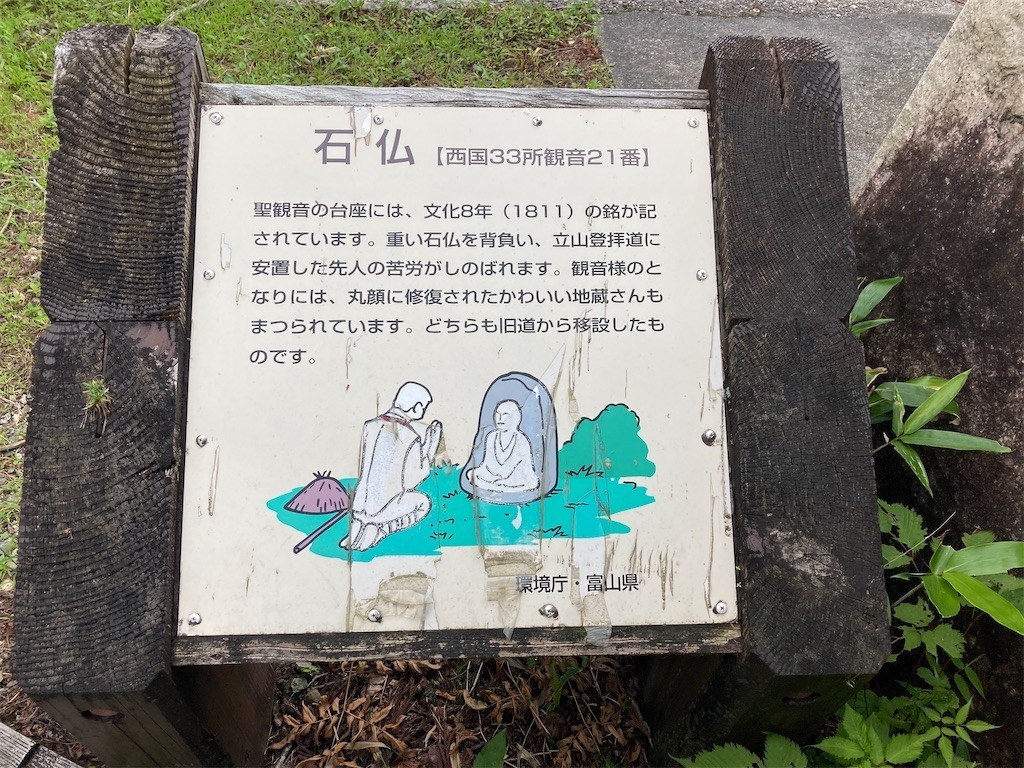 石仏【西国33所観音21番】
聖観音の台座には、文化8年（1811）の銘が記
されています。重い石仏を背負い、立山登拝道に
安置した先人の苦労がしのばれます。観音様のと
なりには、丸顔に修復されたかわいい地蔵さんも
まつられています。どちらも旧道から移設したも
のです。
環境庁・富山県